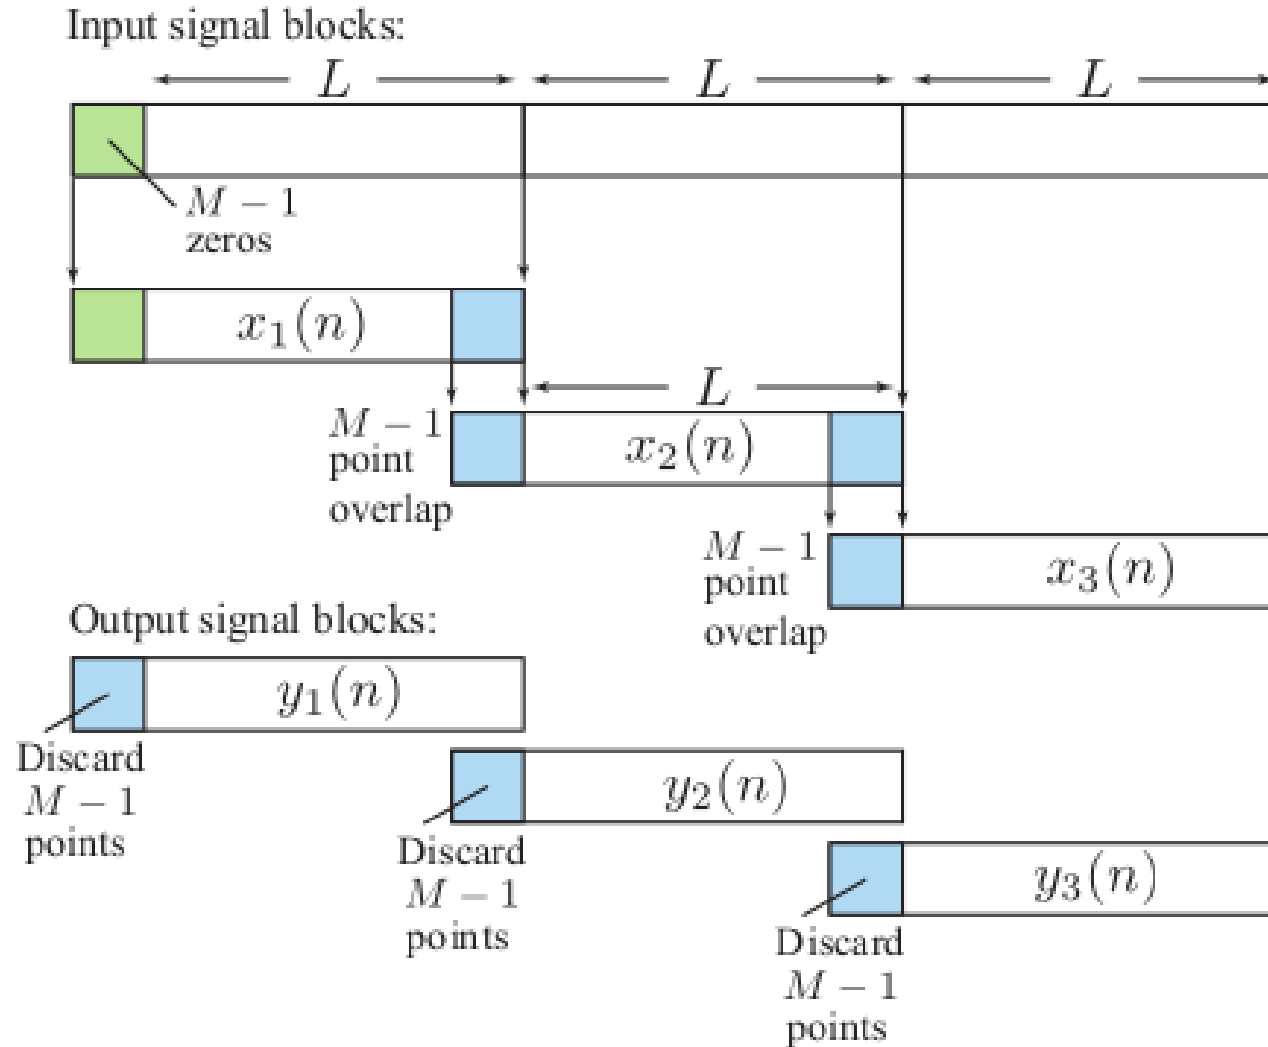 Input signal blocks:
L L L
M − 1
zeros
x₁(n)
L
M − 1
point
overlap
x₂(n)
M − 1
point
overlap
x₃(n)
Output signal blocks:
y₁(n)
Discard
M − 1
points
y₂(n)
Discard
M − 1
points
y₃(n)
Discard
M − 1
points